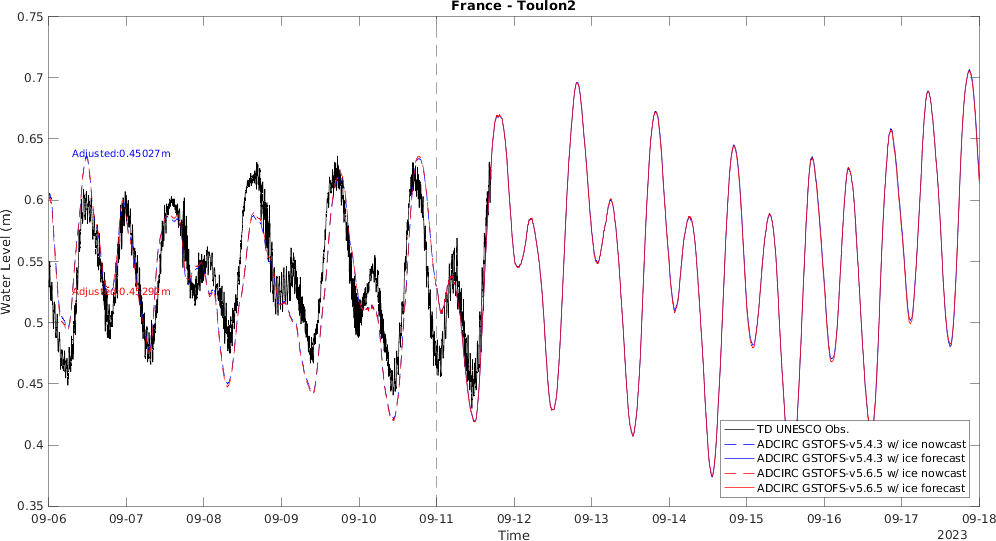 France - Toulon2
0.75
0.7
0.65
0.6
0.55
0.5
0.45
0.4
0.35
Water Level (m)
Adjusted:0.45027m
Adjusted:0.45292m
TD UNESCO Obs.
ADCIRC GSTOFS-v5.4.3 w/ ice nowcast
ADCIRC GSTOFS-v5.4.3 w/ ice forecast
ADCIRC GSTOFS-v5.6.5 w/ ice nowcast
ADCIRC GSTOFS-v5.6.5 w/ ice forecast
09-06 09-07 09-08 09-09 09-10 09-11 09-12 09-13 09-14 09-15 09-16 09-17 09-18
Time
2023